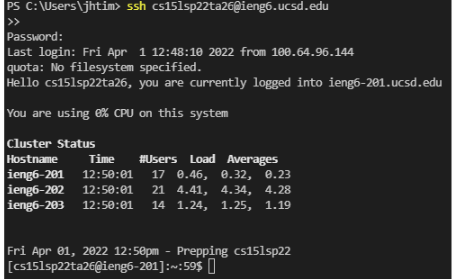 PS C:\Users\jhtim> ssh cs15lsp22ta26@ieng6.ucsd.edu
>>
Password:
Last login: Fri Apr  1 12:48:10 2022 from 100.64.96.144
quota: No filesystem specified.
Hello cs15lsp22ta26, you are currently logged into ieng6-201.ucsd.edu
You are using 0% CPU on this system
Cluster Status
Hostname     Time    #Users  Load  Averages
ieng6-201   12:50:01   17  0.46,  0.32,  0.23
ieng6-202   12:50:01   21  4.41,  4.34,  4.28
ieng6-203   12:50:01   14  1.24,  1.25,  1.19
Fri Apr 01, 2022 12:50pm - Prepping cs15lsp22
[cs15lsp22ta26@ieng6-201]:~:59$